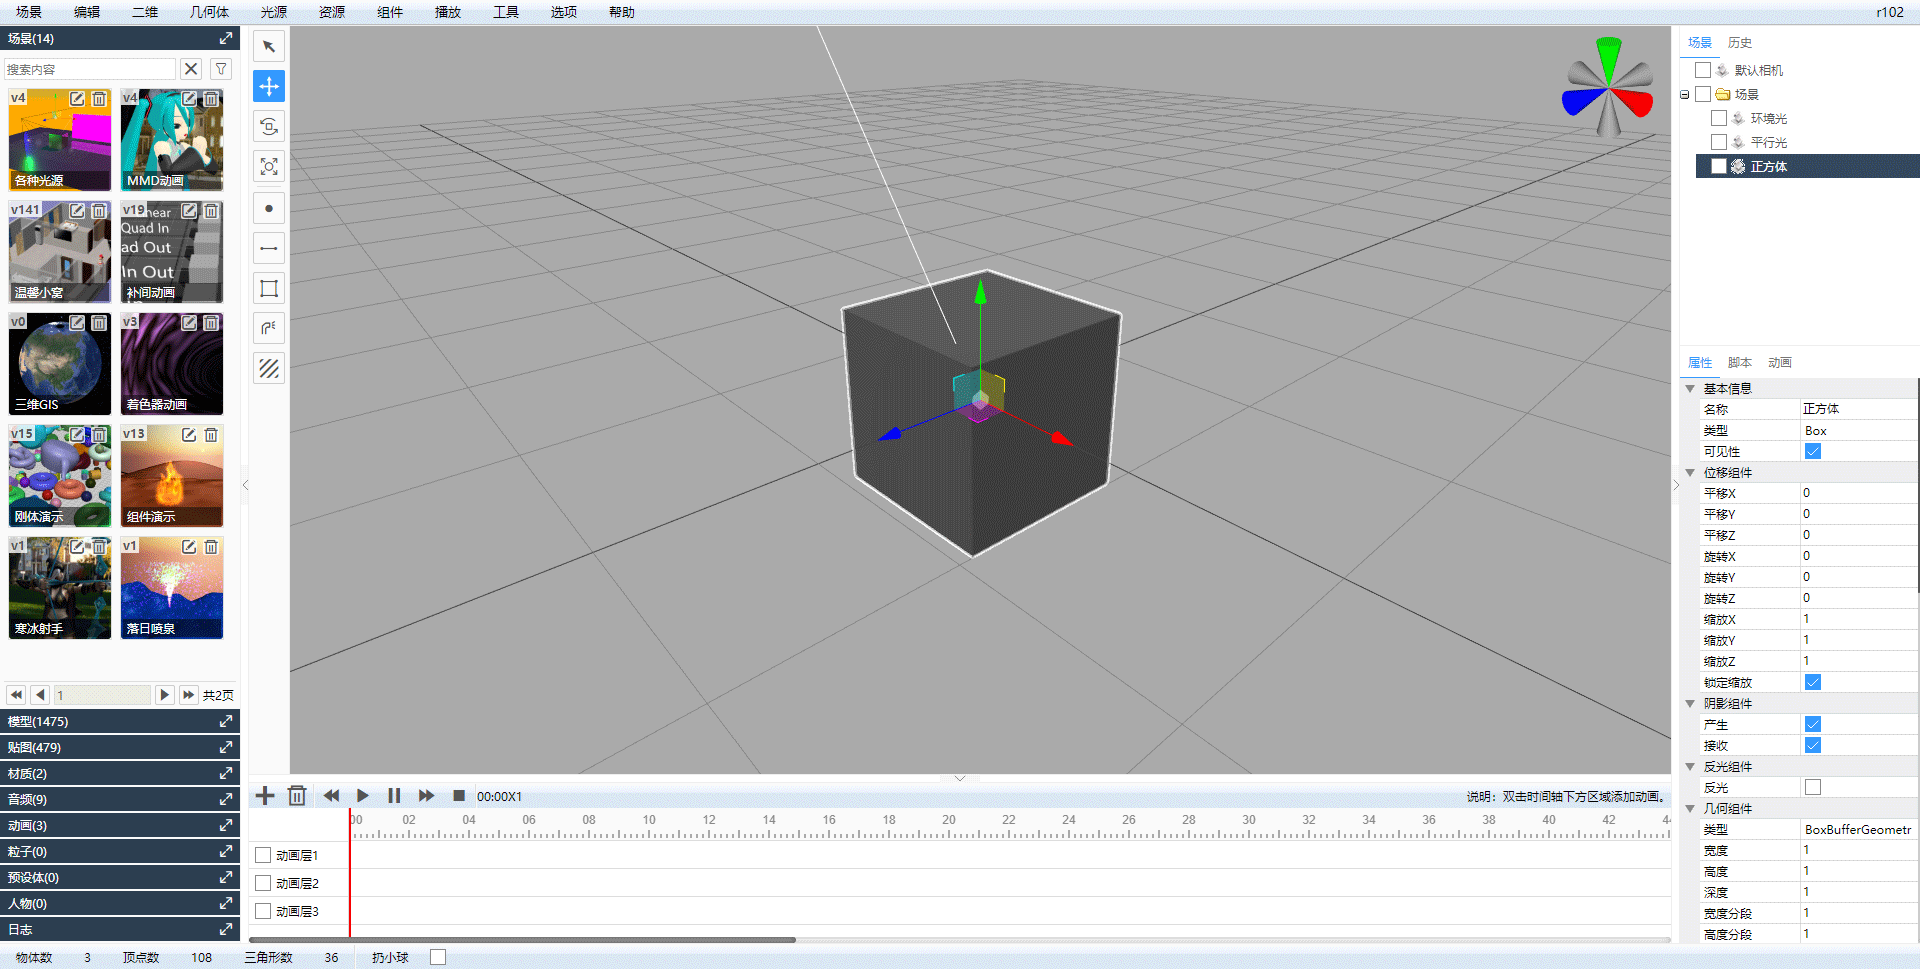 场景 编辑 二维 几何体 光源 资源 组件 播放 工具 选项 帮助 r102
场景(14)
搜索内容
v4 v4
各种光源 MMD动画
v141 v19 near
Quad In
ad Out
In Out
温馨小窝 补间动画
v0 v3
三维GIS 着色器动画
v15 v13
刚体演示 组件演示
v1 v1
寒冰射手 落日喷泉
1 共2页
模型(1475)
贴图(479)
材质(2)
音频(9)
动画(3)
粒子(0)
预设体(0)
人物(0)
日志
00:00X1 说明：双击时间轴下方区域添加动画。
00 02 04 06 08 10 12 14 16 18 20 22 24 26 28 30 32 34 36 38 40 42 44
动画层1
动画层2
动画层3
场景 历史
默认相机
场景
环境光
平行光
正方体
属性 脚本 动画
基本信息
名称 正方体
类型 Box
可见性
位移组件
平移X 0
平移Y 0
平移Z 0
旋转X 0
旋转Y 0
旋转Z 0
缩放X 1
缩放Y 1
缩放Z 1
锁定缩放
阴影组件
产生
接收
反光组件
反光
几何组件
类型 BoxBufferGeometr
宽度 1
高度 1
深度 1
宽度分段 1
高度分段 1
物体数 3 顶点数 108 三角形数 36 扔小球